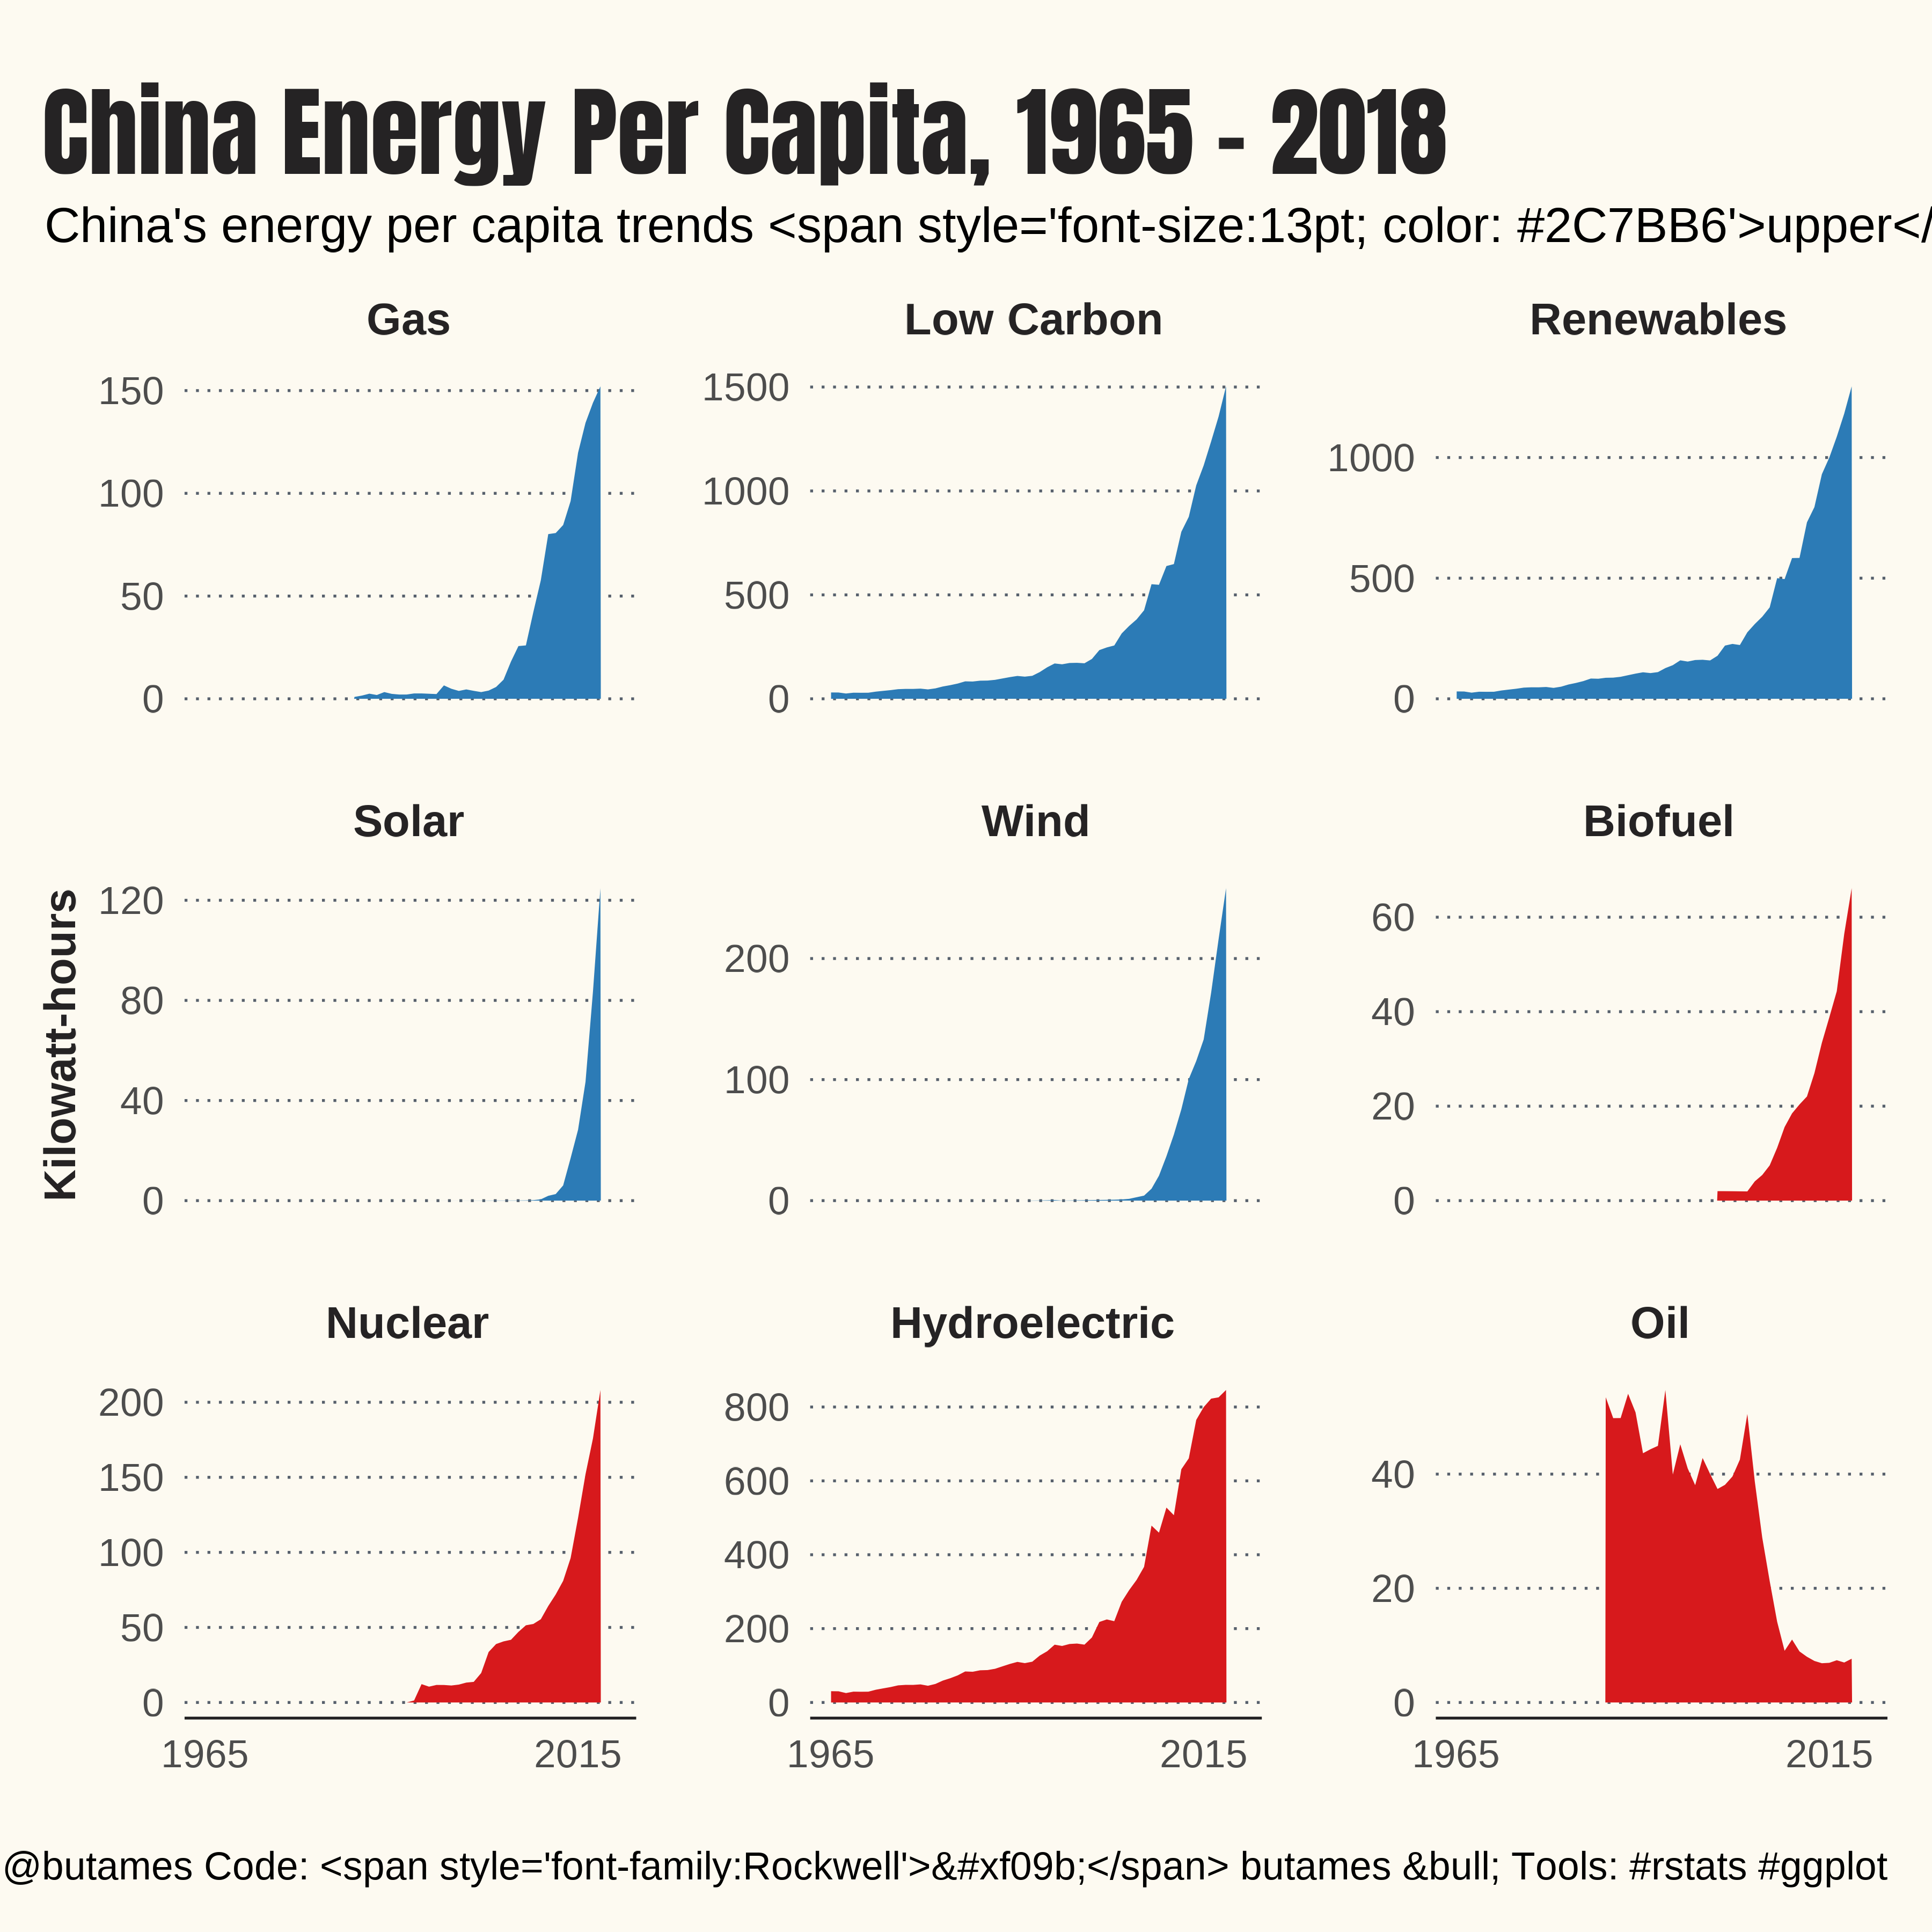 China Energy Per Capita, 1965 - 2018
China's energy per capita trends <span style='font-size:13pt; color: #2C7BB6'>upper</
Gas
Low Carbon
Renewables
150
100
50
0
1500
1000
500
0
1000
500
0
Solar
Wind
Biofuel
Kilowatt-hours
120
80
40
0
200
100
0
60
40
20
0
Nuclear
Hydroelectric
Oil
200
150
100
50
0
800
600
400
200
0
40
20
0
1965 2015
1965 2015
1965 2015
@butames Code: <span style='font-family:Rockwell'>&#xf09b;</span> butames &bull; Tools: #rstats #ggplot